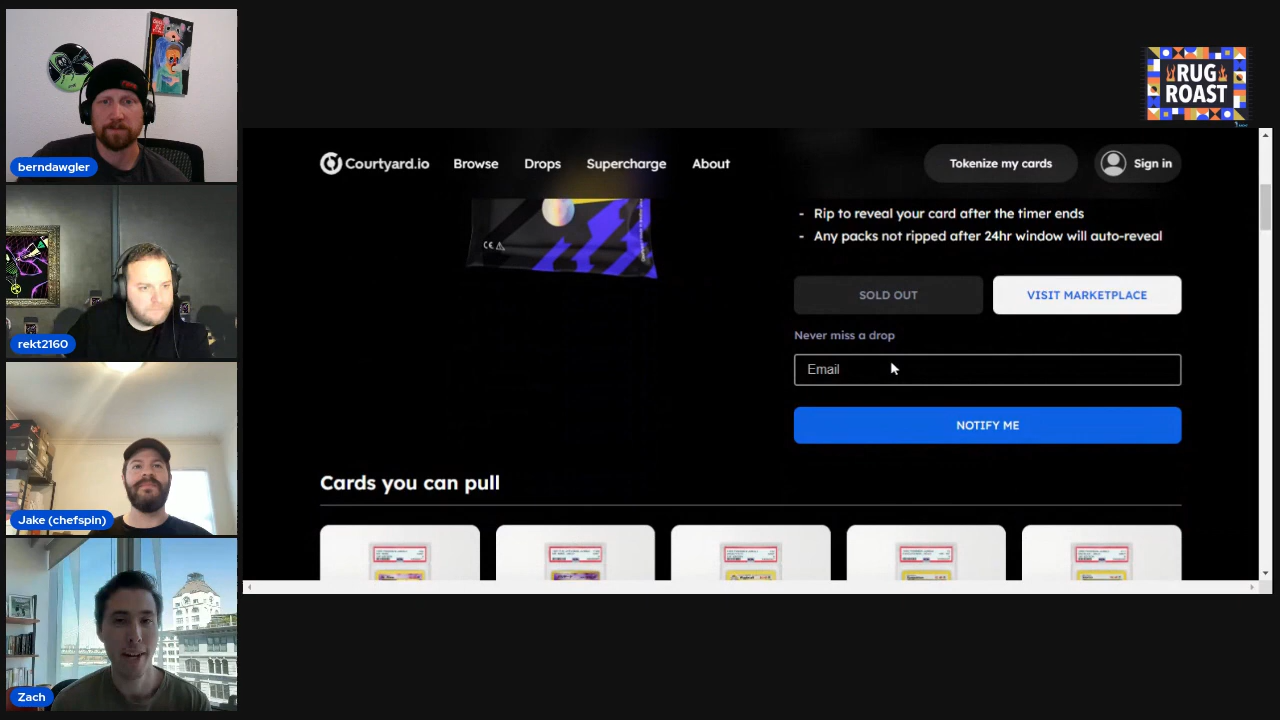 RUG
ROAST
berndawgler
rekt2160
Jake (chefspin)
Zach
Courtyard.io
Browse
Drops
Supercharge
About
Tokenize my cards
Sign in
- Rip to reveal your card after the timer ends
- Any packs not ripped after 24hr window will auto-reveal
SOLD OUT
VISIT MARKETPLACE
Never miss a drop
Email
NOTIFY ME
Cards you can pull